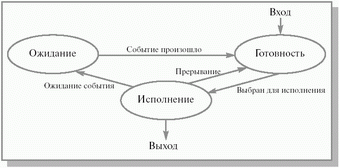 Вход
Ожидание
Событие произошло
Готовность
Прерывание
Ожидание события
Выбран для исполнения
Исполнение
Выход